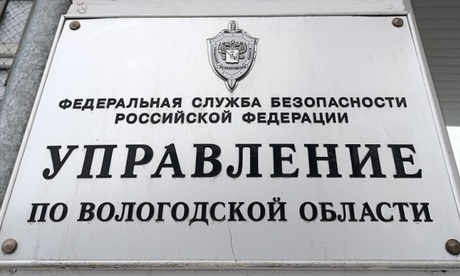 ФЕДЕРАЛЬНАЯ СЛУЖБА БЕЗОПАСНОСТИ
РОССИЙСКОЙ ФЕДЕРАЦИИ
УПРАВЛЕНИЕ
ПО ВОЛОГОДСКОЙ ОБЛАСТИ